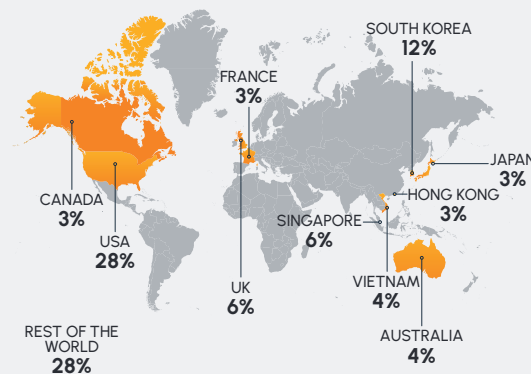 SOUTH KOREA
12%
FRANCE
3%
JAPAN
3%
CANADA
3%
HONG KONG
3%
SINGAPORE
6%
USA
28%
UK
6%
VIETNAM
4%
AUSTRALIA
4%
REST OF THE
WORLD
28%